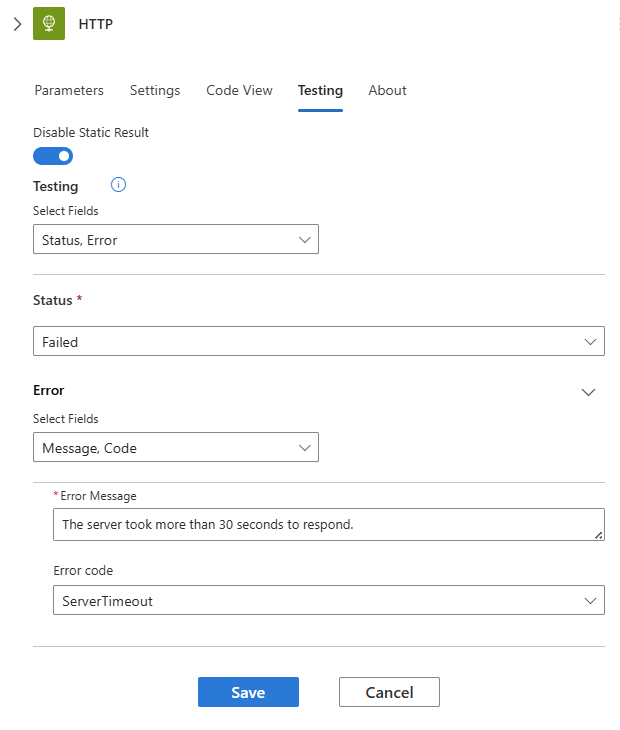 HTTP
Parameters Settings Code View Testing About
Disable Static Result
Testing
Select Fields
Status, Error
Status *
Failed
Error
Select Fields
Message, Code
* Error Message
The server took more than 30 seconds to respond.
Error code
ServerTimeout
Save Cancel